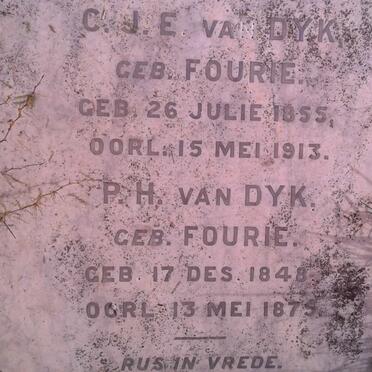 C. J. E. VAN DYK,
GEB. FOURIE.
GEB. 26 JULIE 1855,
OORL. 15 MEI 1913.
P. H. VAN DYK.
GEB. FOURIE.
GEB. 17 DES. 1848.
OORL. 13 MEI 1875.
RUS IN VREDE.